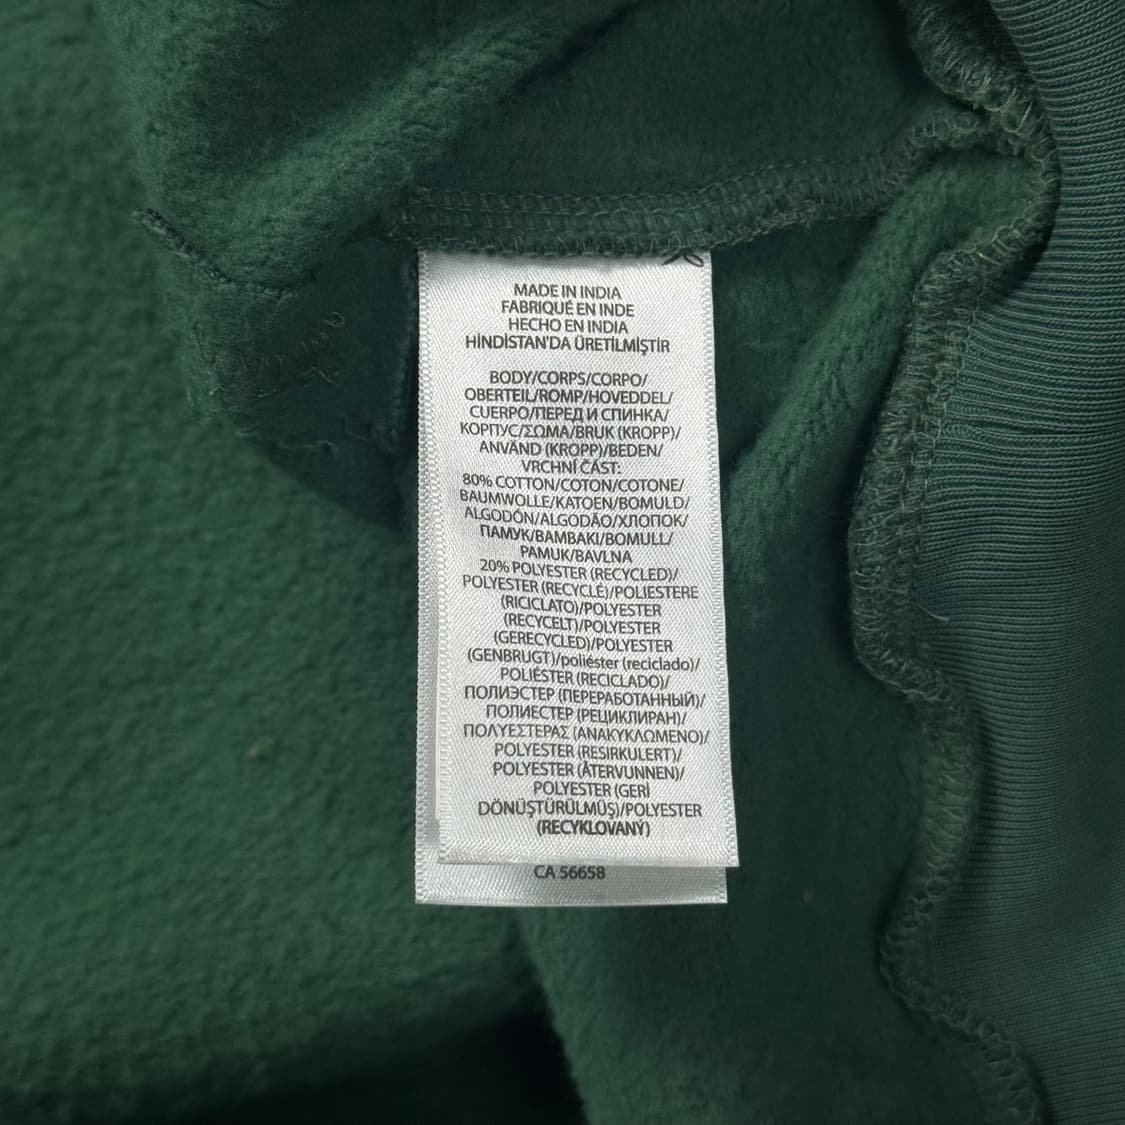 MADE IN INDIA
FABRIQUÉ EN INDE
HECHO EN INDIA
HİNDİSTAN'DA ÜRETİLMİŞTİR
BODY/CORPS/CORPO/
OBERTEIL/ROMP/HOVEDDEL/
CUERPO/ПЕРЕД И СПИНКА/
КОРПУС/ΣΩΜΑ/BRUK (KROPP)/
ANVÄND (KROPP)/BEDEN/
VRCHNÍ ČÁST:
80% COTTON/COTON/COTONE/
BAUMWOLLE/KATOEN/BOMULD/
ALGODÓN/ALGODÃO/ХЛОПОК/
ПАМУК/ΒΑΜΒΑΚΙ/BOMULL/
PAMUK/BAVLNA
20% POLYESTER (RECYCLED)/
POLYESTER (RECYCLÉ)/POLIESTERE
(RICICLATO)/POLYESTER
(RECYCELT)/POLYESTER
(GERECYCLED)/POLYESTER
(GENBRUGT)/poliéster (reciclado)/
POLIÉSTER (RECICLADO)/
ПОЛИЭСТЕР (ПЕРЕРАБОТАННЫЙ)/
ПОЛИЕСТЕР (РЕЦИКЛИРАН)/
ΠΟΛΥΕΣΤΕΡΑΣ (ΑΝΑΚΥΚΛΩΜΕΝΟ)/
POLYESTER (RESIRKULERT)/
POLYESTER (ÅTERVUNNEN)/
POLYESTER (GERİ
DÖNÜŞTÜRÜLMÜŞ)/POLYESTER
(RECYKLOVANÝ)
CA 56658